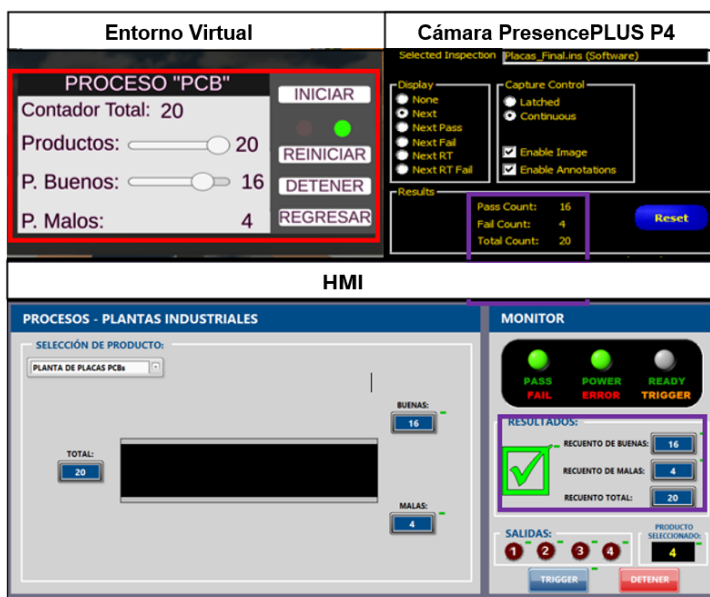 Entorno Virtual
Cámara PresencePLUS P4
PROCESO "PCB"
Contador Total: 20
Productos: 20
P. Buenos: 16
P. Malos: 4
INICIAR
REINICIAR
DETENER
REGRESAR
Selected Inspection Placas_Final.ins (Software)
Display
None
Next
Next Pass
Next Fail
Next RT
Next RT Fail
Capture Control
Latched
Continuous
Enable Image
Enable Annotations
Results
Pass Count: 16
Fail Count: 4
Total Count: 20
Reset
HMI
PROCESOS - PLANTAS INDUSTRIALES
SELECCIÓN DE PRODUCTO:
PLANTA DE PLACAS PCBs
TOTAL:
20
BUENAS:
16
MALAS:
4
MONITOR
PASS POWER READY
FAIL ERROR TRIGGER
RESULTADOS:
RECUENTO DE BUENAS: 16
RECUENTO DE MALAS: 4
RECUENTO TOTAL: 20
SALIDAS:
1 2 3 4
PRODUCTO
SELECCIONADO:
4
TRIGGER
DETENER